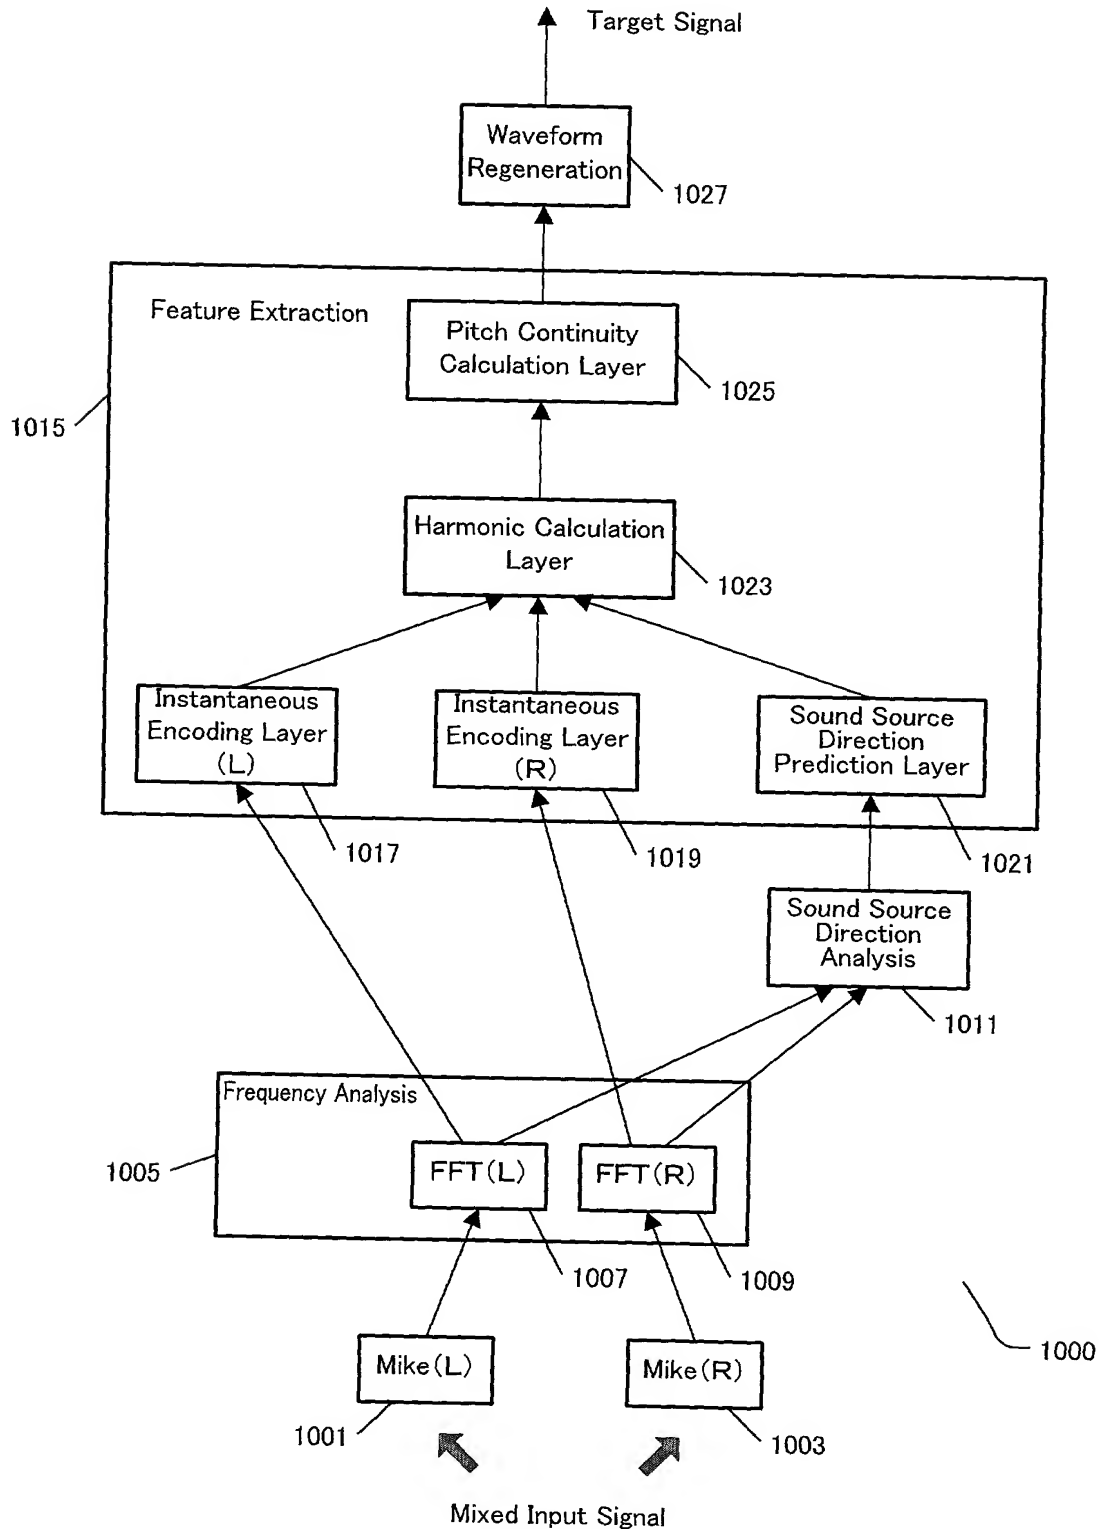 Target Signal
Waveform
Regeneration
1027
Feature Extraction
Pitch Continuity
Calculation Layer
1025
1015
Harmonic Calculation
Layer
1023
Instantaneous
Encoding Layer
(L)
1017
Instantaneous
Encoding Layer
(R)
1019
Sound Source
Direction
Prediction Layer
1021
Sound Source
Direction
Analysis
1011
Frequency Analysis
1005
FFT(L)
FFT(R)
1007
1009
Mike(L)
Mike(R)
1000
1001
1003
Mixed Input Signal